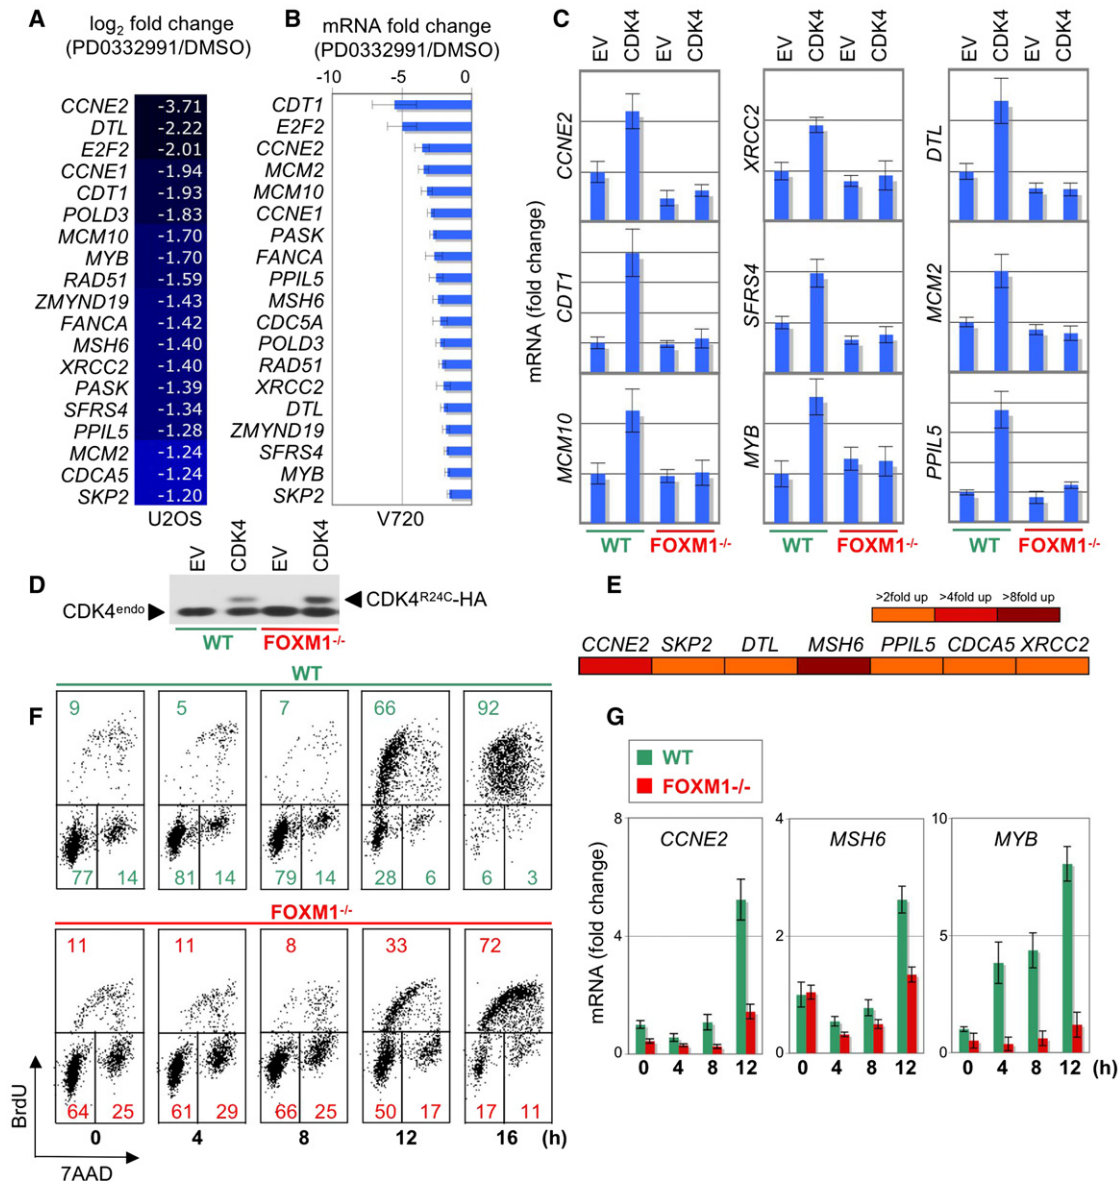 A
log2 fold change
(PD0332991/DMSO)
CCNE2 -3.71
DTL -2.22
E2F2 -2.01
CCNE1 -1.94
CDT1 -1.93
POLD3 -1.83
MCM10 -1.70
MYB -1.70
RAD51 -1.59
ZMYND19 -1.43
FANCA -1.42
MSH6 -1.40
XRCC2 -1.40
PASK -1.39
SFRS4 -1.34
PPIL5 -1.28
MCM2 -1.24
CDCA5 -1.24
SKP2 -1.20
U2OS
B
mRNA fold change
(PD0332991/DMSO)
-10 -5 0
CDT1
E2F2
CCNE2
MCM2
MCM10
CCNE1
PASK
FANCA
PPIL5
MSH6
CDC5A
POLD3
RAD51
XRCC2
DTL
ZMYND19
SFRS4
MYB
SKP2
V720
C
EV CDK4 EV CDK4
EV CDK4 EV CDK4
EV CDK4 EV CDK4
mRNA (fold change)
CCNE2
XRCC2
DTL
CDT1
SFRS4
MCM2
MCM10
MYB
PPIL5
WT FOXM1-/-
WT FOXM1-/-
WT FOXM1-/-
D
EV CDK4 EV CDK4
CDK4endo
CDK4R24C-HA
WT FOXM1-/-
E
>2fold up >4fold up >8fold up
CCNE2 SKP2 DTL MSH6 PPIL5 CDCA5 XRCC2
F
WT
9 5 7 66 92
77 14 81 14 79 14 28 6 6 3
FOXM1-/-
11 11 8 33 72
64 25 61 29 66 25 50 17 17 11
0 4 8 12 16 (h)
BrdU
7AAD
G
WT
FOXM1-/-
mRNA (fold change)
CCNE2
8
4
0
0 4 8 12
MSH6
4
2
0
0 4 8 12
MYB
10
5
0
0 4 8 12 (h)